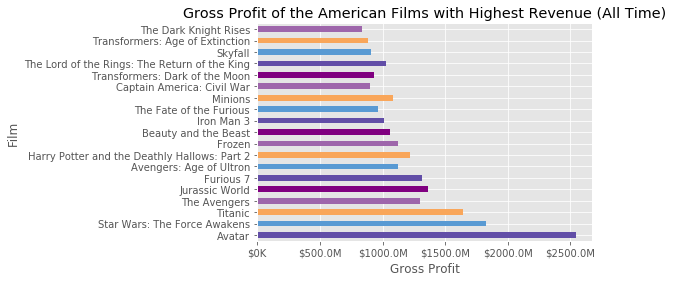 Gross Profit of the American Films with Highest Revenue (All Time)
The Dark Knight Rises
Transformers: Age of Extinction
Skyfall
The Lord of the Rings: The Return of the King
Transformers: Dark of the Moon
Captain America: Civil War
Minions
The Fate of the Furious
Iron Man 3
Beauty and the Beast
Frozen
Harry Potter and the Deathly Hallows: Part 2
Avengers: Age of Ultron
Furious 7
Jurassic World
The Avengers
Titanic
Star Wars: The Force Awakens
Avatar
Film
$0K $500.0M $1000.0M $1500.0M $2000.0M $2500.0M
Gross Profit